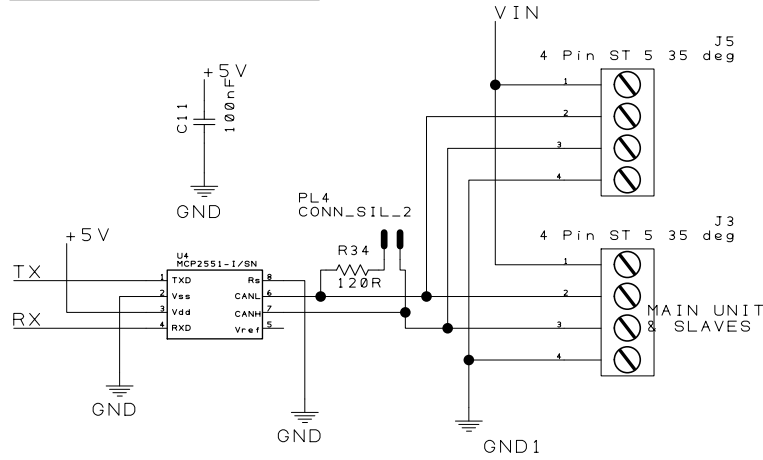 VIN
J5
4 Pin ST 5 35 deg
1
2
3
4
+5V
C11
100nF
GND
PL4
CONN_SIL_2
J3
4 Pin ST 5 35 deg
1
2
3
4
MAIN UNIT
& SLAVES
+5V
R34
120R
U4
MCP2551-I/SN
TX
RX
1 TXD
2 Vss
3 Vdd
4 RXD
Rs 8
CANL 6
CANH 7
Vref 5
GND
GND
GND1